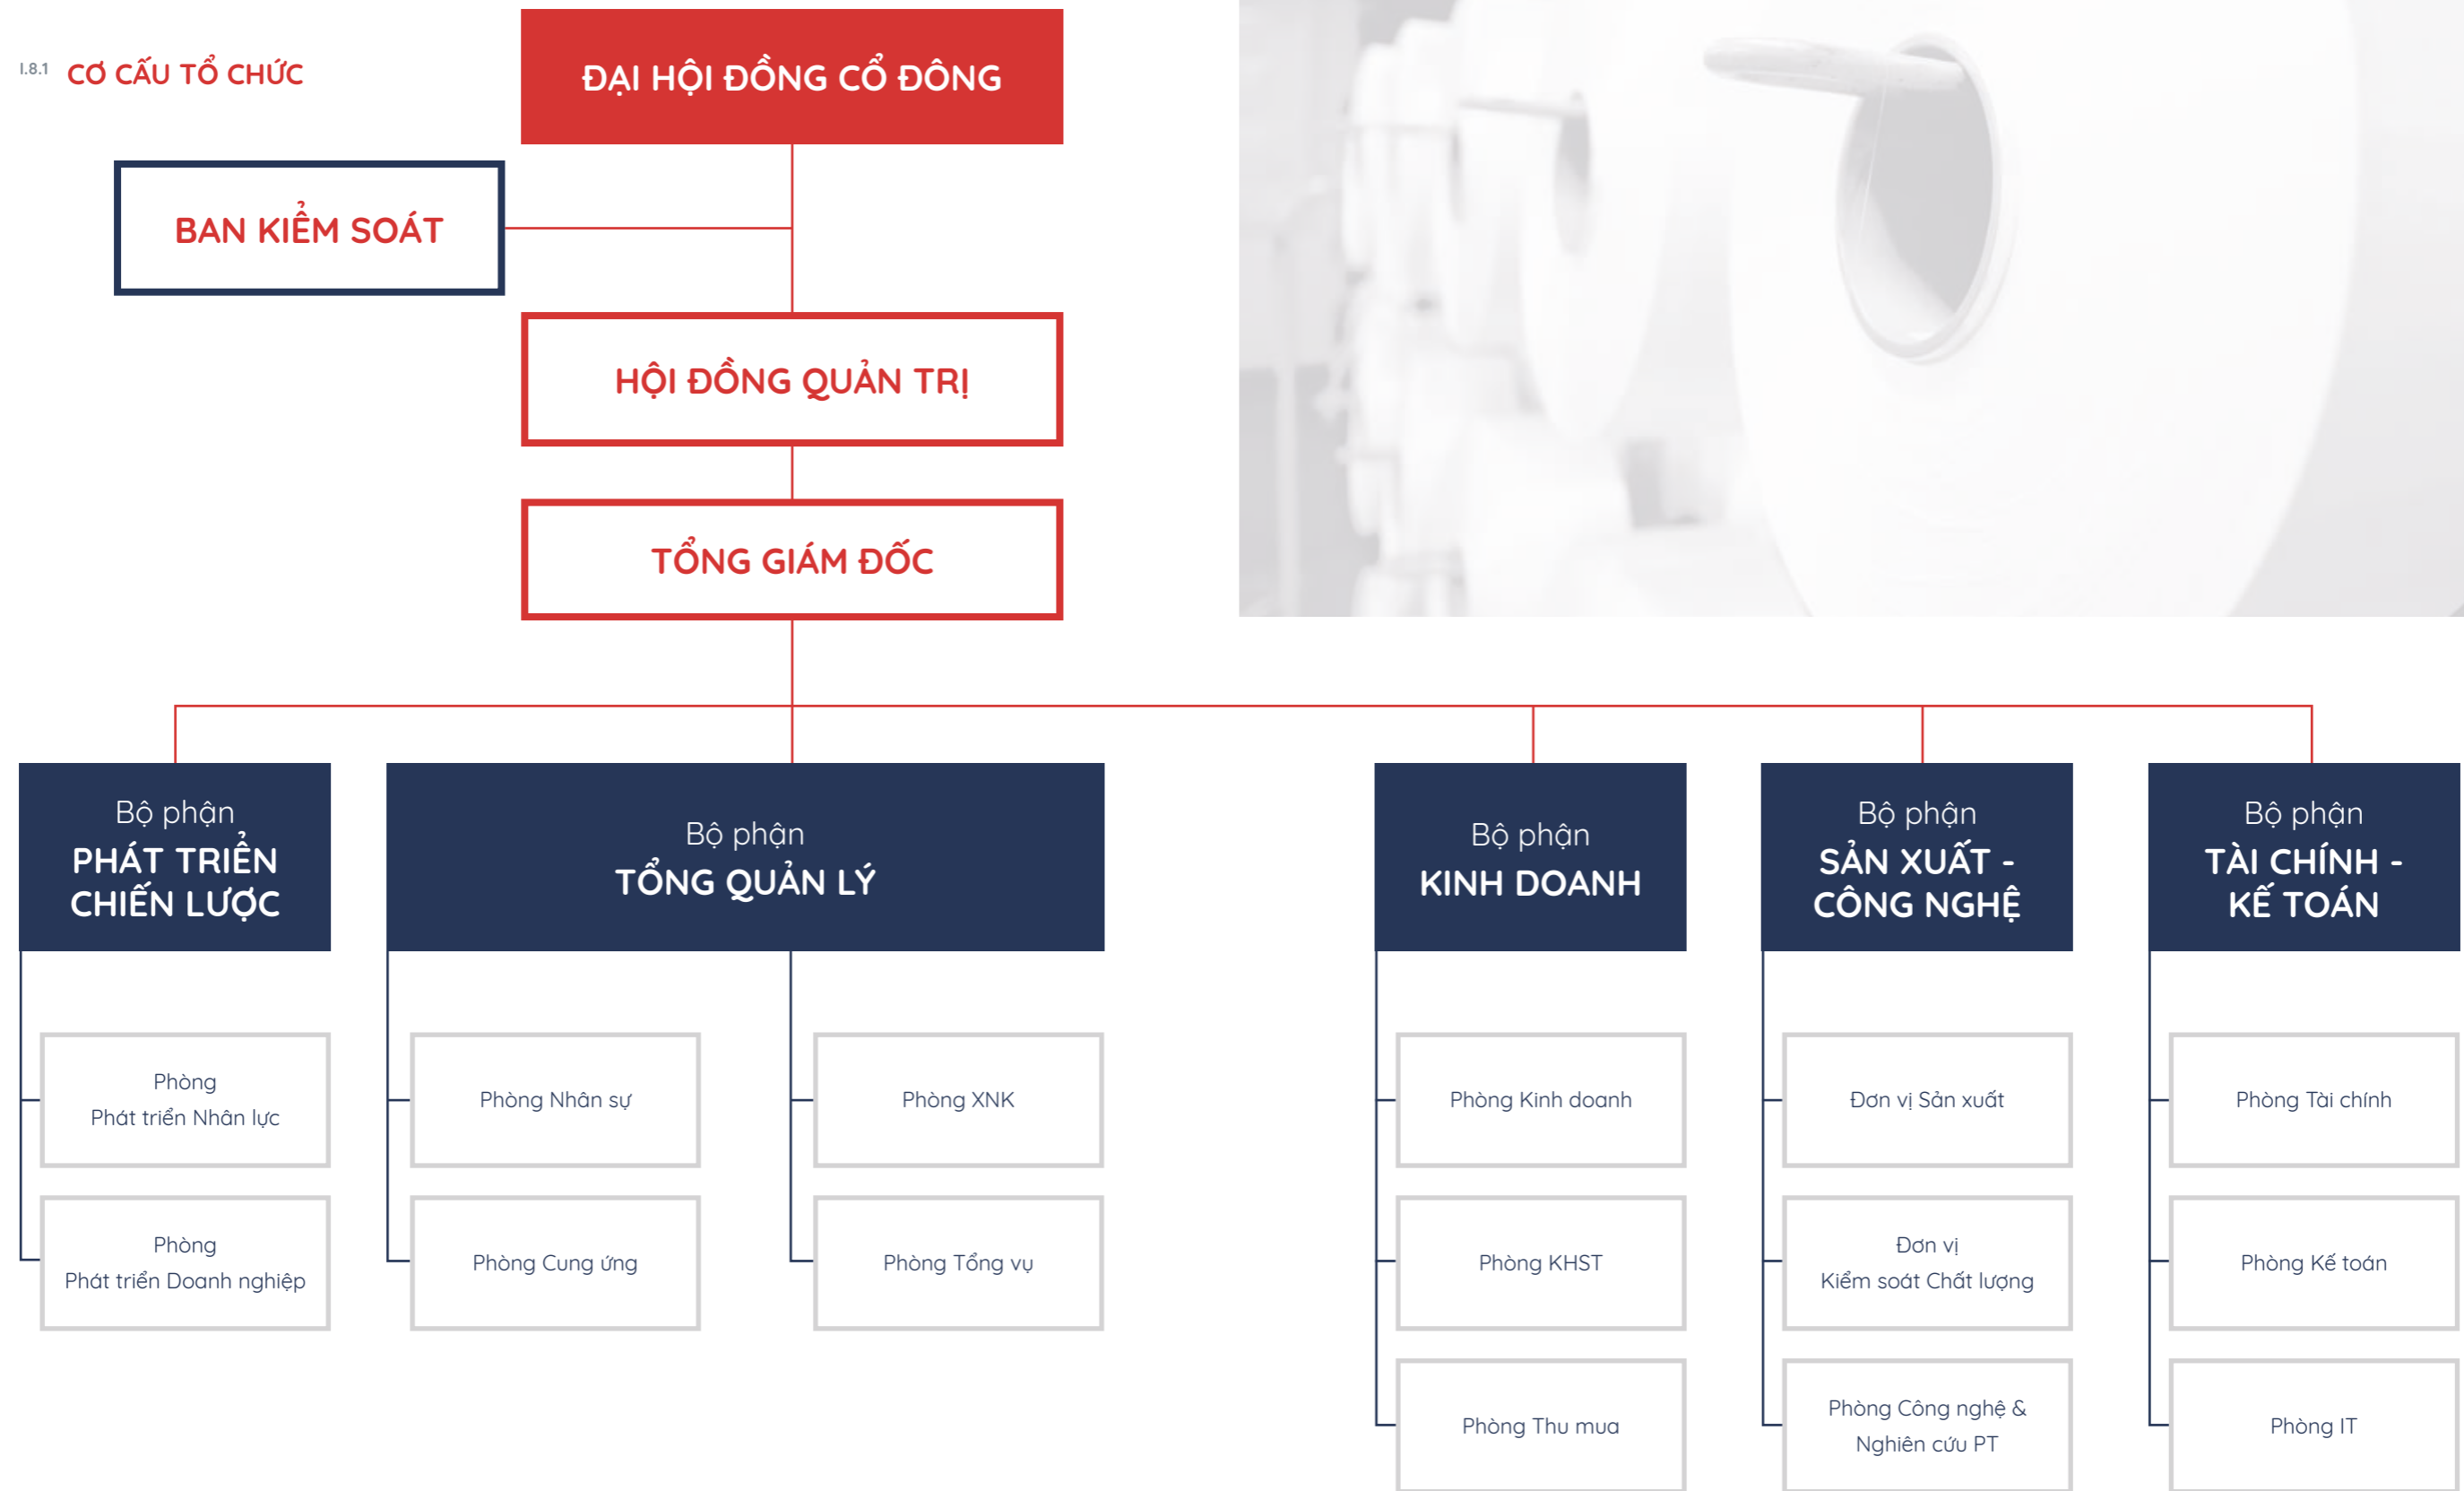 I.8.1 CƠ CẤU TỔ CHỨC
ĐẠI HỘI ĐỒNG CỔ ĐÔNG
BAN KIỂM SOÁT
HỘI ĐỒNG QUẢN TRỊ
TỔNG GIÁM ĐỐC
Bộ phận
PHÁT TRIỂN
CHIẾN LƯỢC
Phòng
Phát triển Nhân lực
Phòng
Phát triển Doanh nghiệp
Bộ phận
TỔNG QUẢN LÝ
Phòng Nhân sự
Phòng Cung ứng
Phòng XNK
Phòng Tổng vụ
Bộ phận
KINH DOANH
Phòng Kinh doanh
Phòng KHST
Phòng Thu mua
Bộ phận
SẢN XUẤT -
CÔNG NGHỆ
Đơn vị Sản xuất
Đơn vị
Kiểm soát Chất lượng
Phòng Công nghệ &
Nghiên cứu PT
Bộ phận
TÀI CHÍNH -
KẾ TOÁN
Phòng Tài chính
Phòng Kế toán
Phòng IT